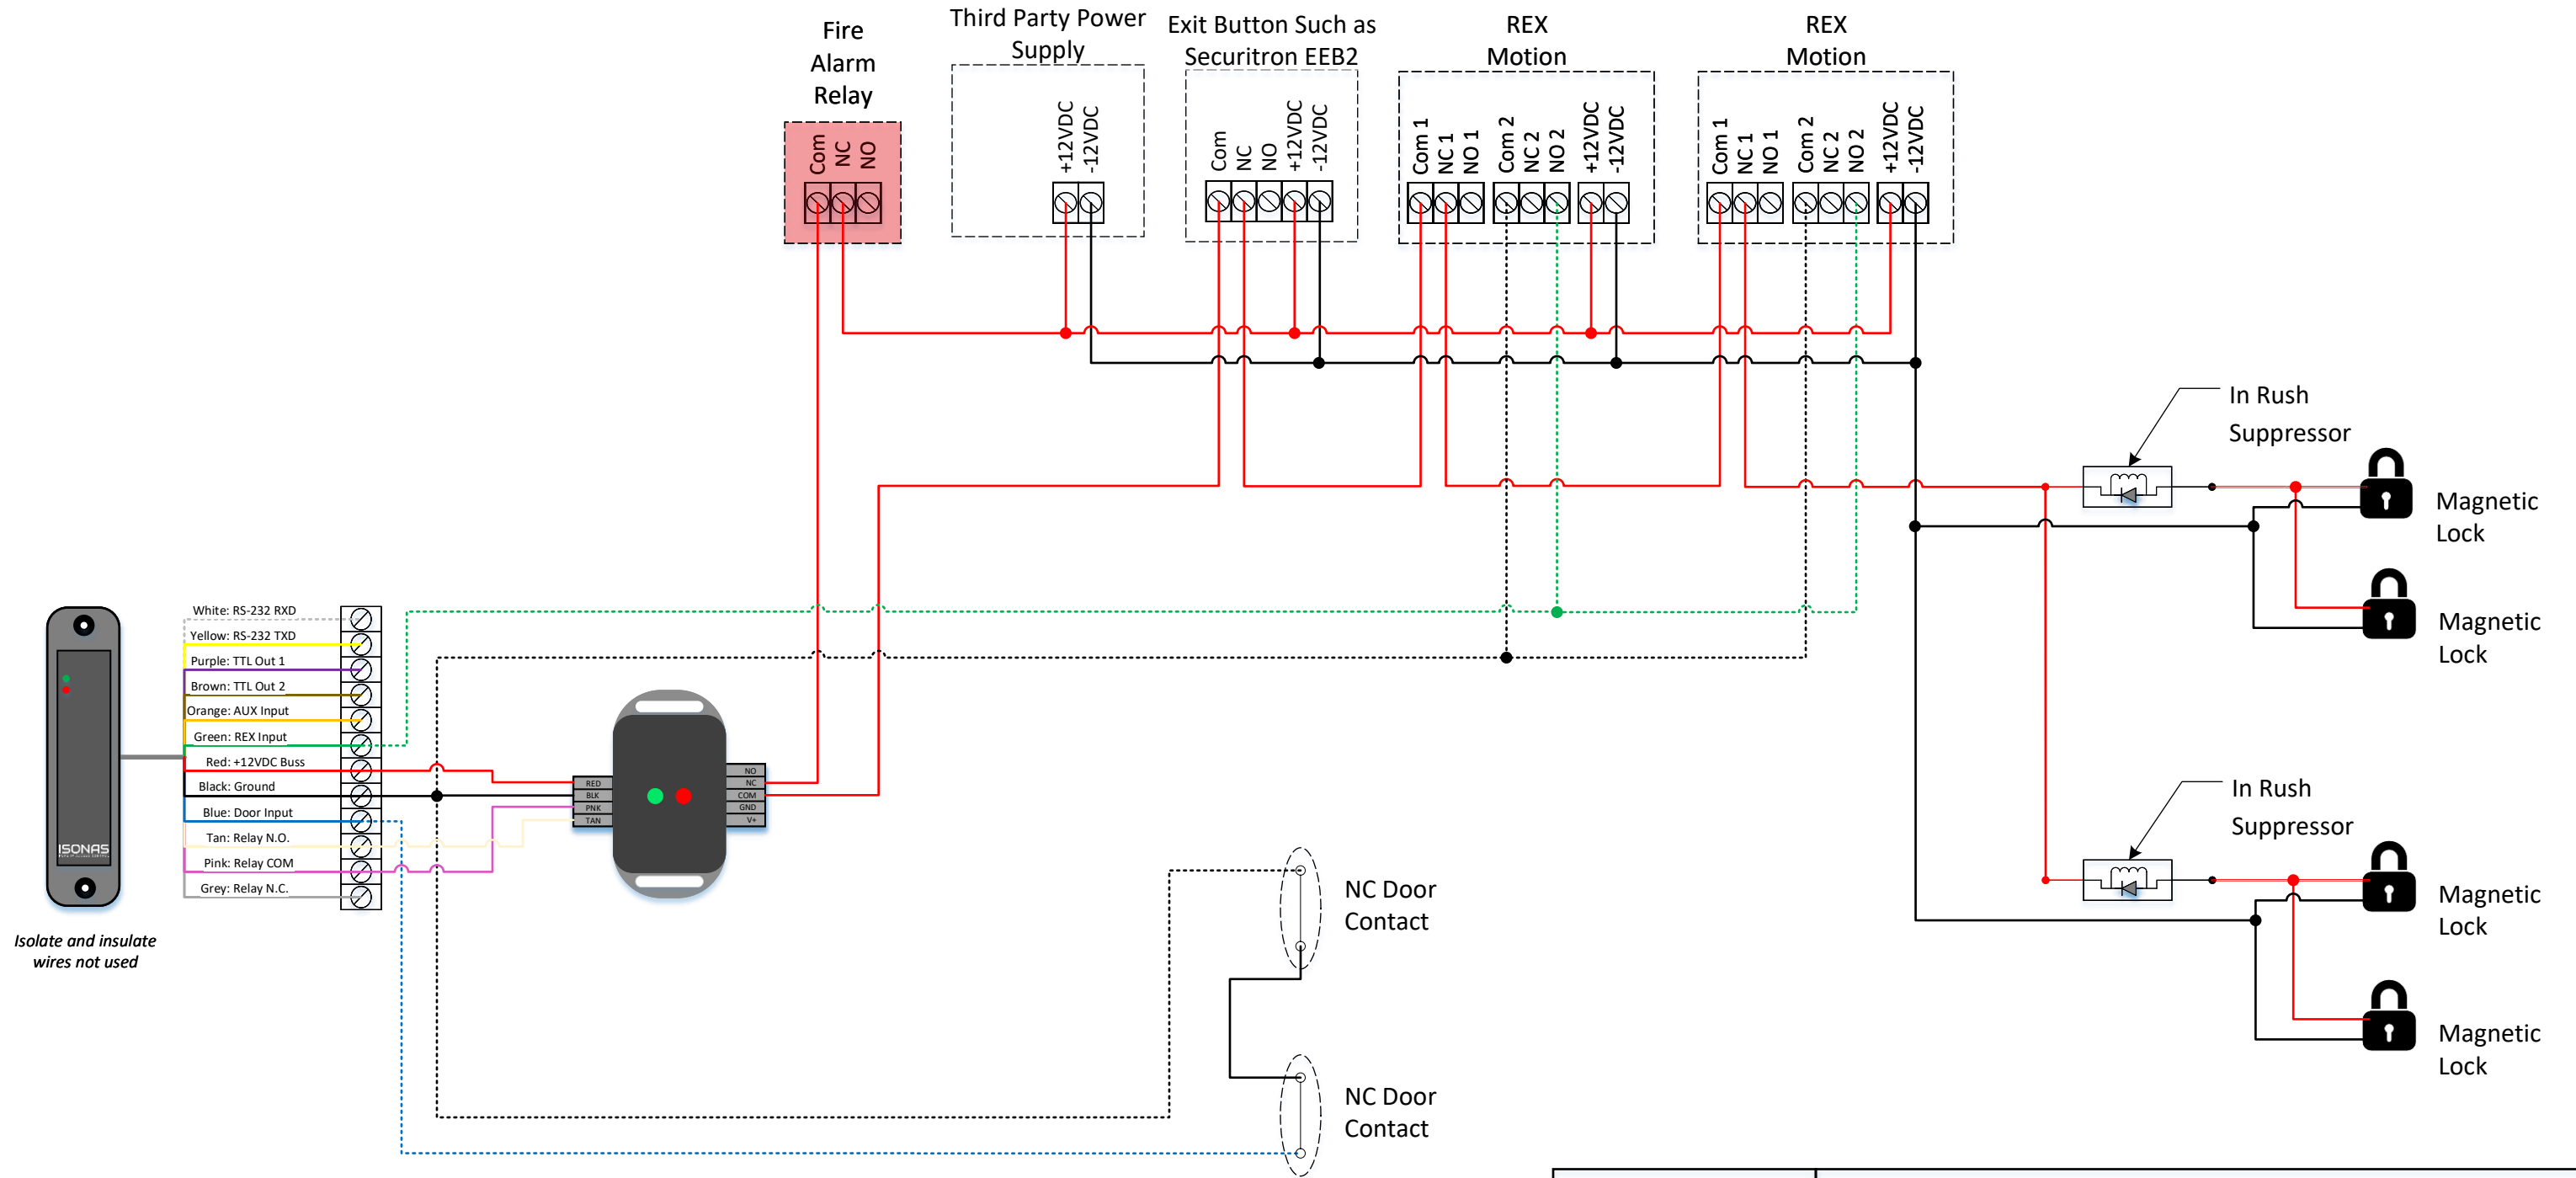 Fire
Alarm
Relay
Third Party Power
Supply
Exit Button Such as
Securitron EEB2
REX
Motion
REX
Motion
Com
NC
NO
+12VDC
-12VDC
Com
NC
NO
+12VDC
-12VDC
Com 1
NC 1
NO 1
Com 2
NC 2
NO 2
+12VDC
-12VDC
Com 1
NC 1
NO 1
Com 2
NC 2
NO 2
+12VDC
-12VDC
In Rush
Suppressor
Magnetic
Lock
Magnetic
Lock
White: RS-232 RXD
Yellow: RS-232 TXD
Purple: TTL Out 1
Brown: TTL Out 2
Orange: AUX Input
Green: REX Input
Red: +12VDC Buss
Black: Ground
Blue: Door Input
Tan: Relay N.O.
Pink: Relay COM
Grey: Relay N.C.
ISONAS
Isolate and insulate
wires not used
RED
BLK
PNK
TAN
NO
NC
COM
GND
V+
NC Door
Contact
NC Door
Contact
In Rush
Suppressor
Magnetic
Lock
Magnetic
Lock